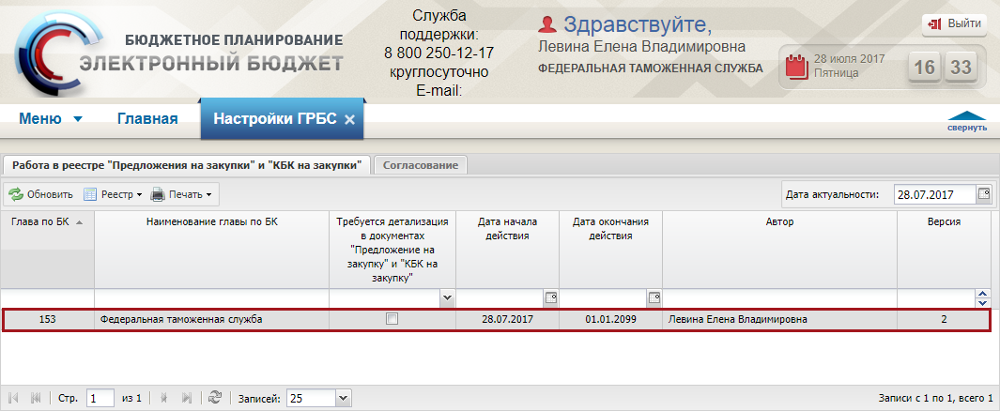 БЮДЖЕТНОЕ ПЛАНИРОВАНИЕ
ЭЛЕКТРОННЫЙ БЮДЖЕТ
Служба
поддержки:
8 800 250-12-17
круглосуточно
E-mail:
Здравствуйте,
Левина Елена Владимировна
ФЕДЕРАЛЬНАЯ ТАМОЖЕННАЯ СЛУЖБА
Выйти
28 июля 2017
Пятница
16 33
Меню Главная Настройки ГРБС
свернуть
Работа в реестре "Предложения на закупки" и "КБК на закупки" Согласование
Обновить Реестр Печать Дата актуальности: 28.07.2017
Глава по БК Наименование главы по БК
Требуется детализация
в документах
"Предложение на
закупку" и "КБК на
закупку"
Дата начала
действия
Дата окончания
действия
Автор Версия
153 Федеральная таможенная служба 28.07.2017 01.01.2099 Левина Елена Владимировна 2
Стр. 1 из 1 Записей: 25 Записи с 1 по 1, всего 1